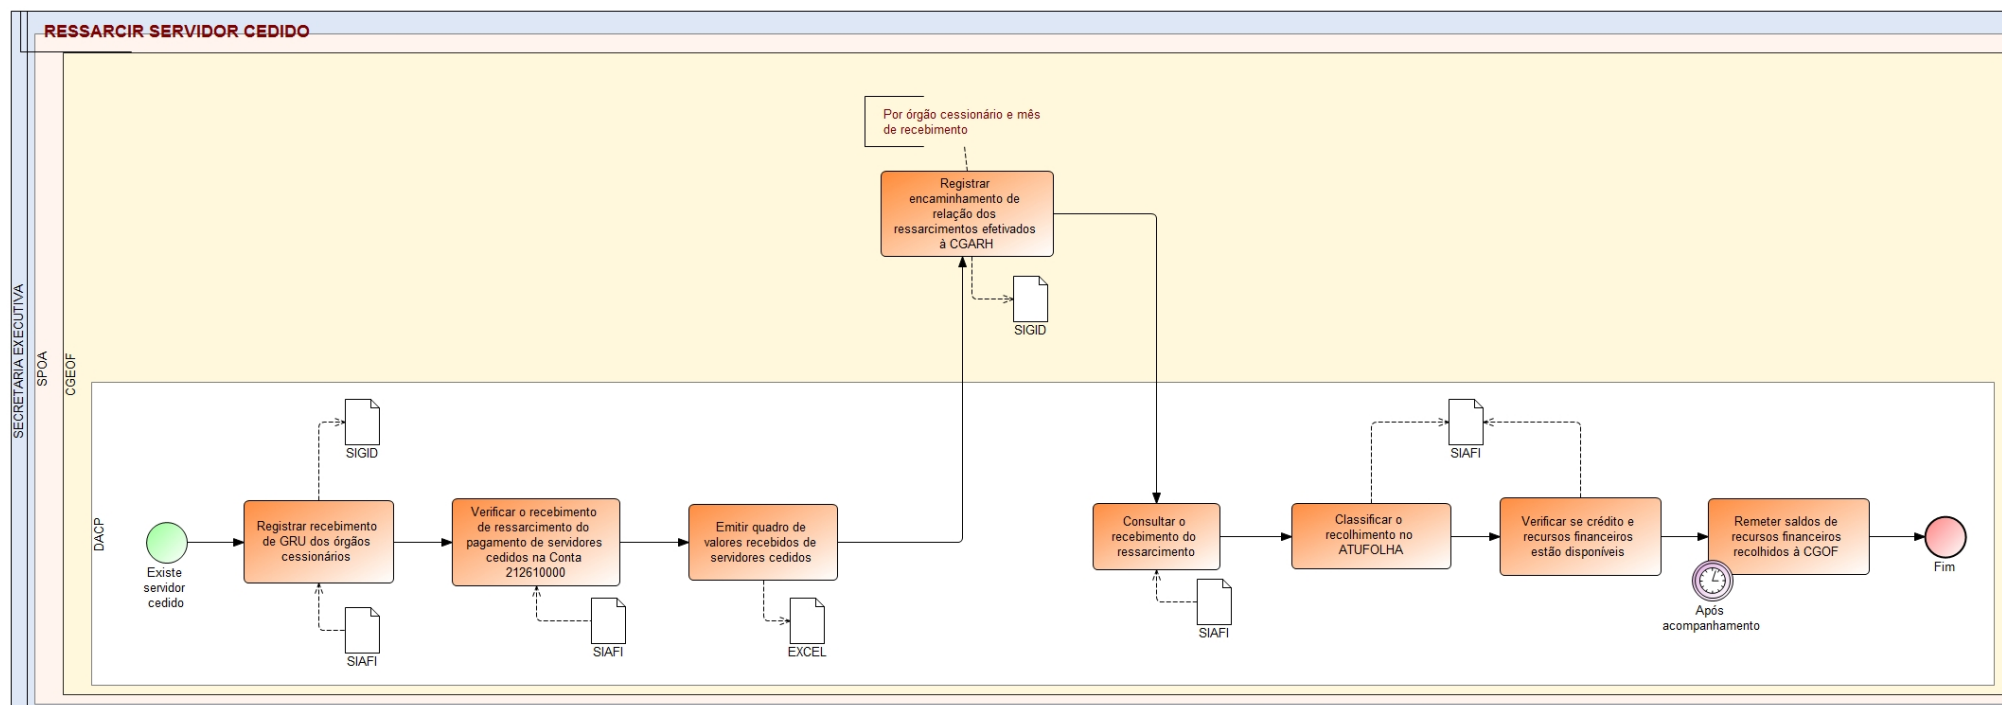 RESSARCIR SERVIDOR CEDIDO
SECRETARIA EXECUTIVA
SPOA
CGEOF
Por órgão cessionário e mês
de recebimento
Registrar
encaminhamento de
relação dos
ressarcimentos efetivados
à CGARH
SIGID
DACP
Existe
servidor
cedido
SIGID
Registrar recebimento
de GRU dos órgãos
cessionários
SIAFI
Verificar o recebimento
de ressarcimento do
pagamento de servidores
cedidos na Conta
212610000
SIAFI
Emitir quadro de
valores recebidos de
servidores cedidos
EXCEL
Consultar o
recebimento do
ressarcimento
SIAFI
Classificar o
recolhimento no
ATUFOLHA
SIAFI
Verificar se crédito e
recursos financeiros
estão disponíveis
Remeter saldos de
recursos financeiros
recolhidos à CGOF
Após
acompanhamento
Fim